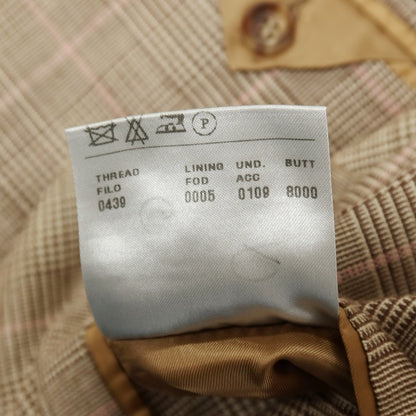 P
THREAD LINING UND. BUTT
FILO FOD ACC
0439 0005 0109 8000